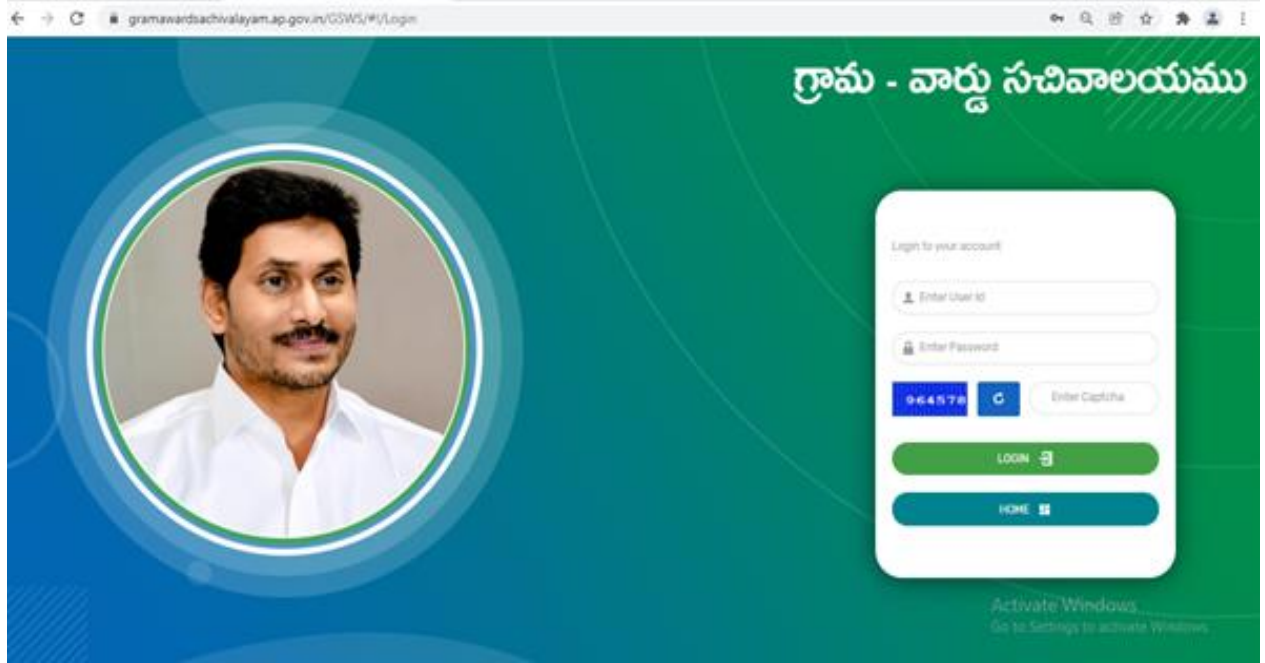 gramawardsachivalayam.ap.gov.in/GSWS/#!/Login
గ్రామ - వార్డు సచివాలయము
Login to your account
Enter User Id
Enter Password
964578
Enter Captcha
LOGIN
HOME
Activate Windows
Go to Settings to activate Windows.